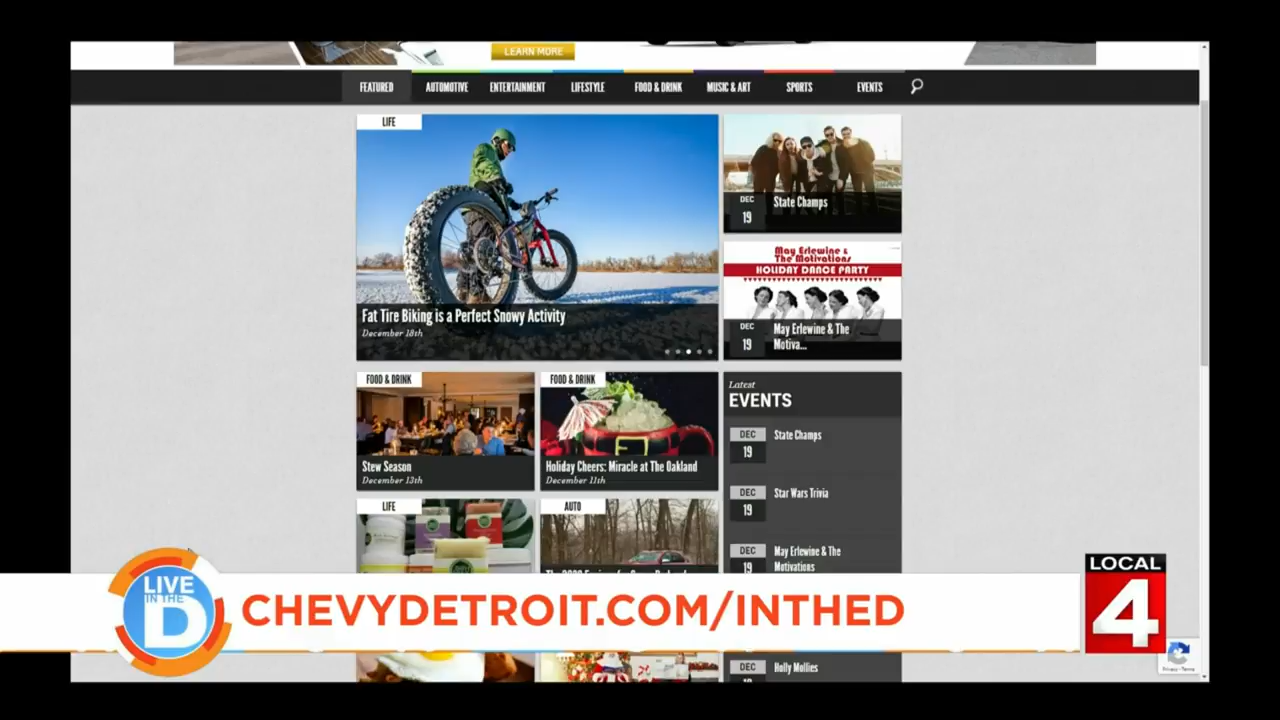 LEARN MORE
FEATURED
AUTOMOTIVE
ENTERTAINMENT
LIFESTYLE
FOOD & DRINK
MUSIC & ART
SPORTS
EVENTS
LIFE
Fat Tire Biking is a Perfect Snowy Activity
December 18th
DEC
19
State Champs
May Erlewine &
The Motivations
HOLIDAY DANCE PARTY
DEC
19
May Erlewine & The
Motiva...
FOOD & DRINK
Stew Season
December 13th
FOOD & DRINK
Holiday Cheers: Miracle at The Oakland
December 11th
Latest
EVENTS
DEC
19
State Champs
DEC
19
Star Wars Trivia
DEC
19
May Erlewine & The
Motivations
LIFE
AUTO
LIVE
IN THE
D
CHEVYDETROIT.COM/INTHED
LOCAL
4
DEC
Holly Mollies
Privacy - Terms